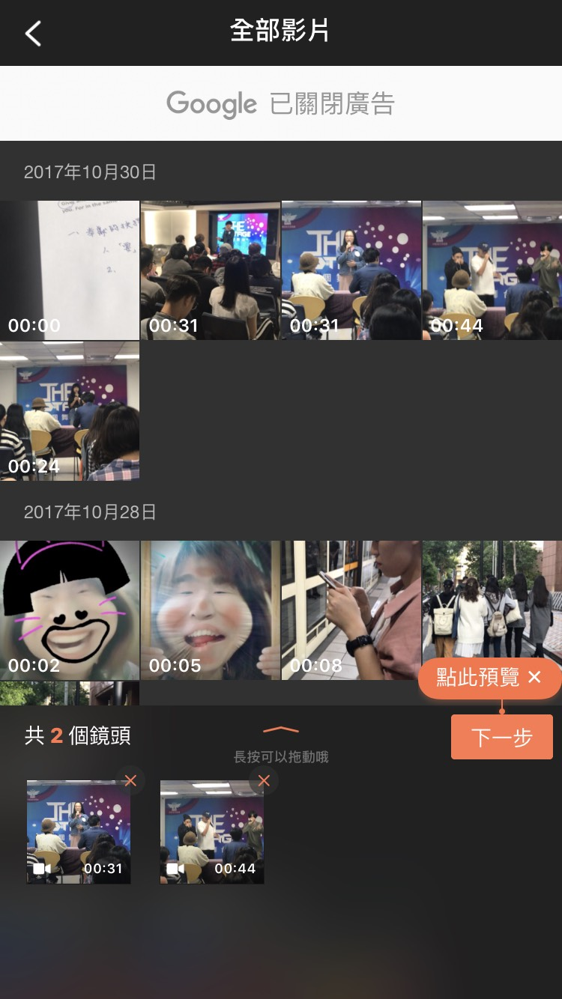 全部影片
Google 已關閉廣告
2017年10月30日
00:00
00:31
00:31
00:44
00:24
2017年10月28日
00:02
00:05
00:08
點此預覽 ×
共 2 個鏡頭
下一步
長按可以拖動哦
00:31
00:44